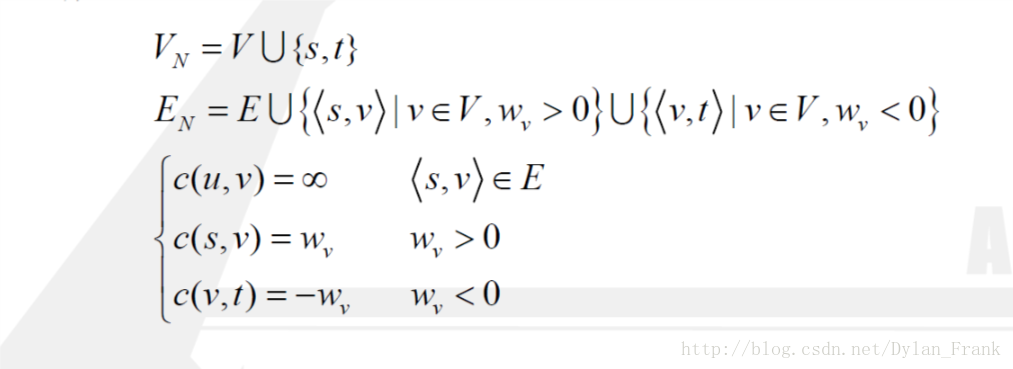 V_N = V ∪ {s, t}
E_N = E ∪ {⟨s, v⟩ | v ∈ V, w_v > 0} ∪ {⟨v, t⟩ | v ∈ V, w_v < 0}
c(u, v) = ∞ ⟨s, v⟩ ∈ E
c(s, v) = w_v w_v > 0
c(v, t) = −w_v w_v < 0
A
http://blog.csdn.net/Dylan_Frank